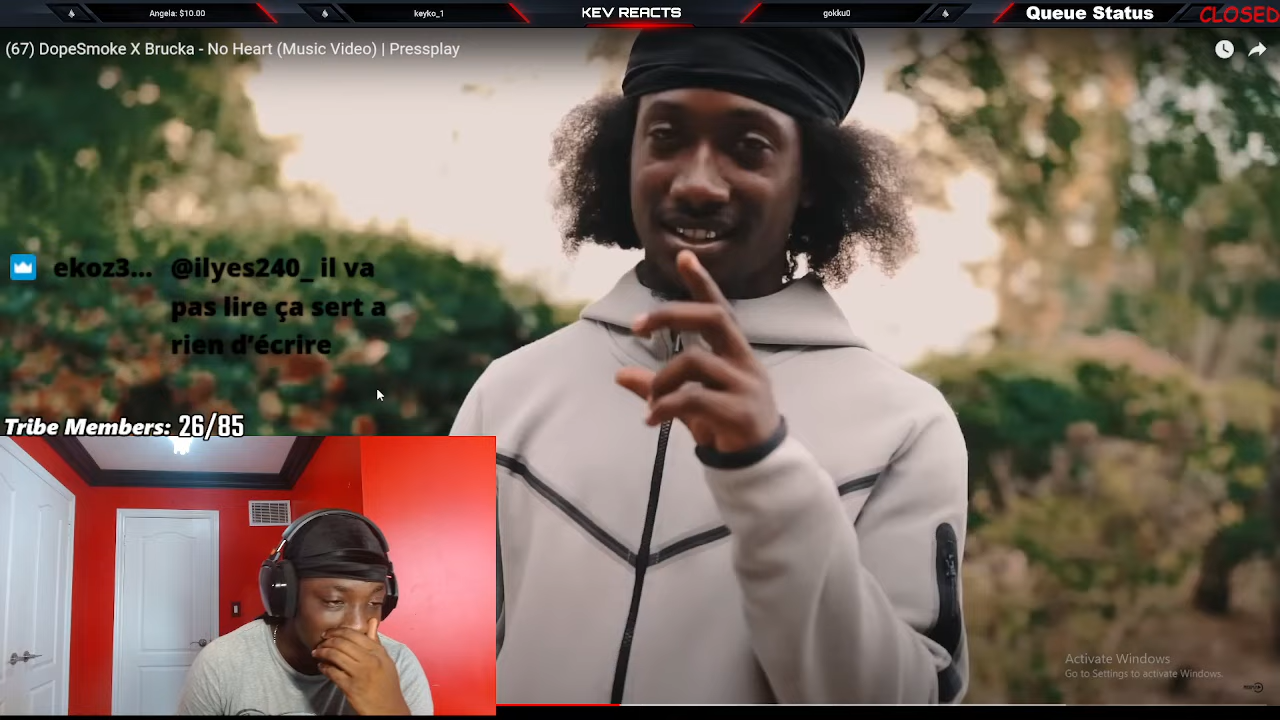 Angela: $10.00
keyko_1
KEV REACTS
gokku0
Queue Status
CLOSED
(67) DopeSmoke X Brucka - No Heart (Music Video) | Pressplay
ekoz3... @ilyes240_ il va
pas lire ça sert a
rien d'écrire
Tribe Members: 26/85
Activate Windows
Go to Settings to activate Windows.